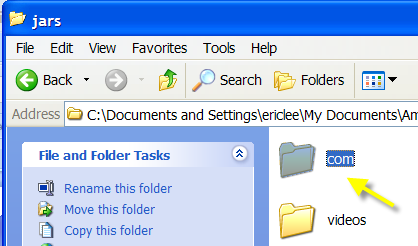 jars
File Edit View Favorites Tools Help
Back Search Folders
Address C:\Documents and Settings\ericlee\My Documents\Am
File and Folder Tasks
com
Rename this folder
Move this folder
Copy this folder
videos